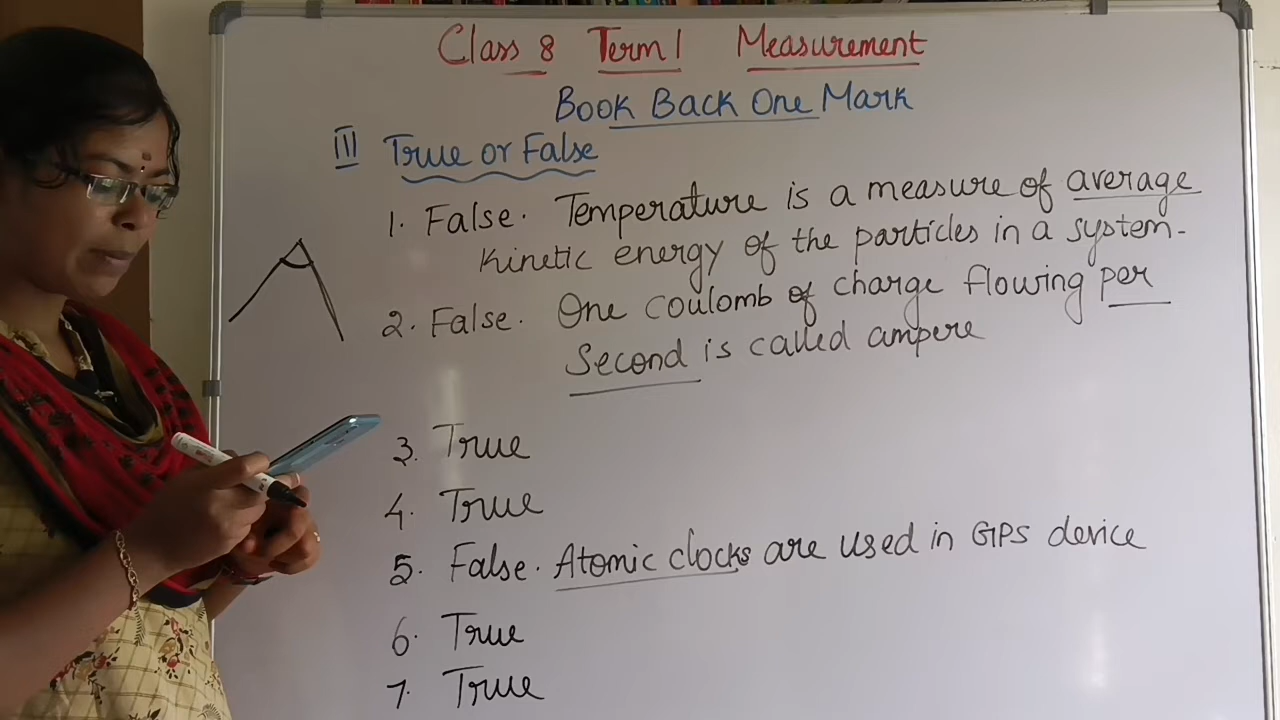 Class 8 Term 1 Measurement
Book Back One Mark
III True or False
1. False. Temperature is a measure of average
kinetic energy of the particles in a system.
2. False. One coulomb of charge flowing per
Second is called ampere
3. True
4. True
5. False. Atomic clocks are used in GPS device
6. True
7. True